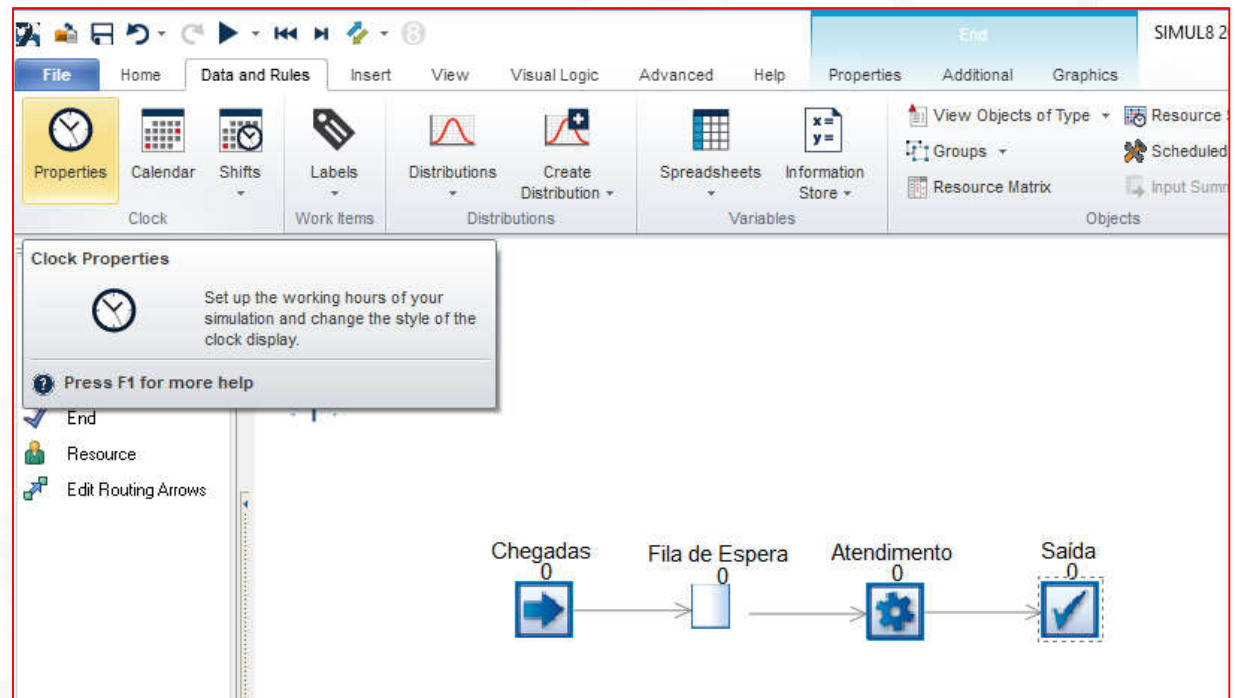 End
SIMUL8 2
File Home Data and Rules Insert View Visual Logic Advanced Help Properties Additional Graphics
Properties
Calendar
Shifts
Labels
Distributions
Create
Distribution
Spreadsheets
Information
Store
x =
y =
View Objects of Type
Groups
Resource Matrix
Resource
Scheduled
Input
Clock Work Items Distributions Variables Objects
Clock Properties
Set up the working hours of your
simulation and change the style of the
clock display.
Press F1 for more help
End
Resource
Edit Routing Arrows
Chegadas Fila de Espera Atendimento Saída
0 0 0 0